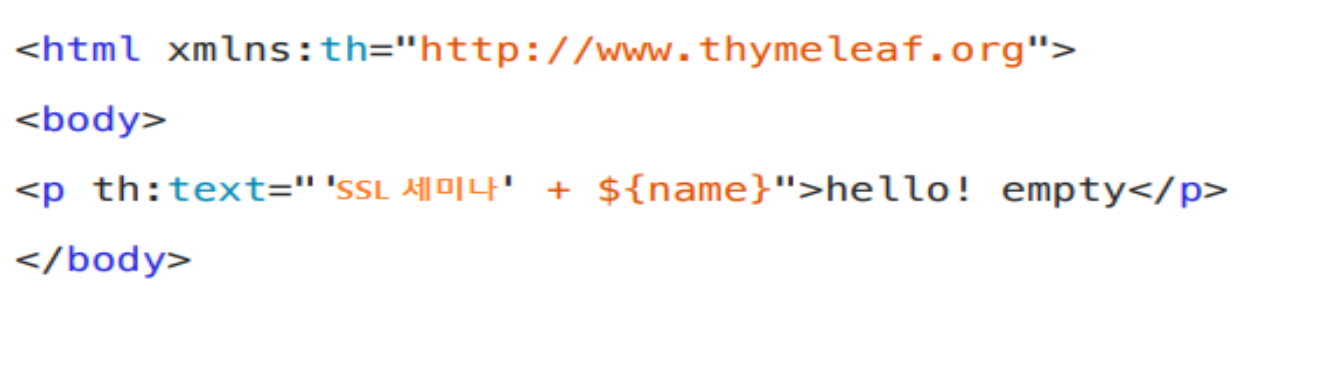 <html xmlns:th="http://www.thymeleaf.org">
<body>
<p th:text="'SSL 세미나' + ${name}">hello! empty</p>
</body>